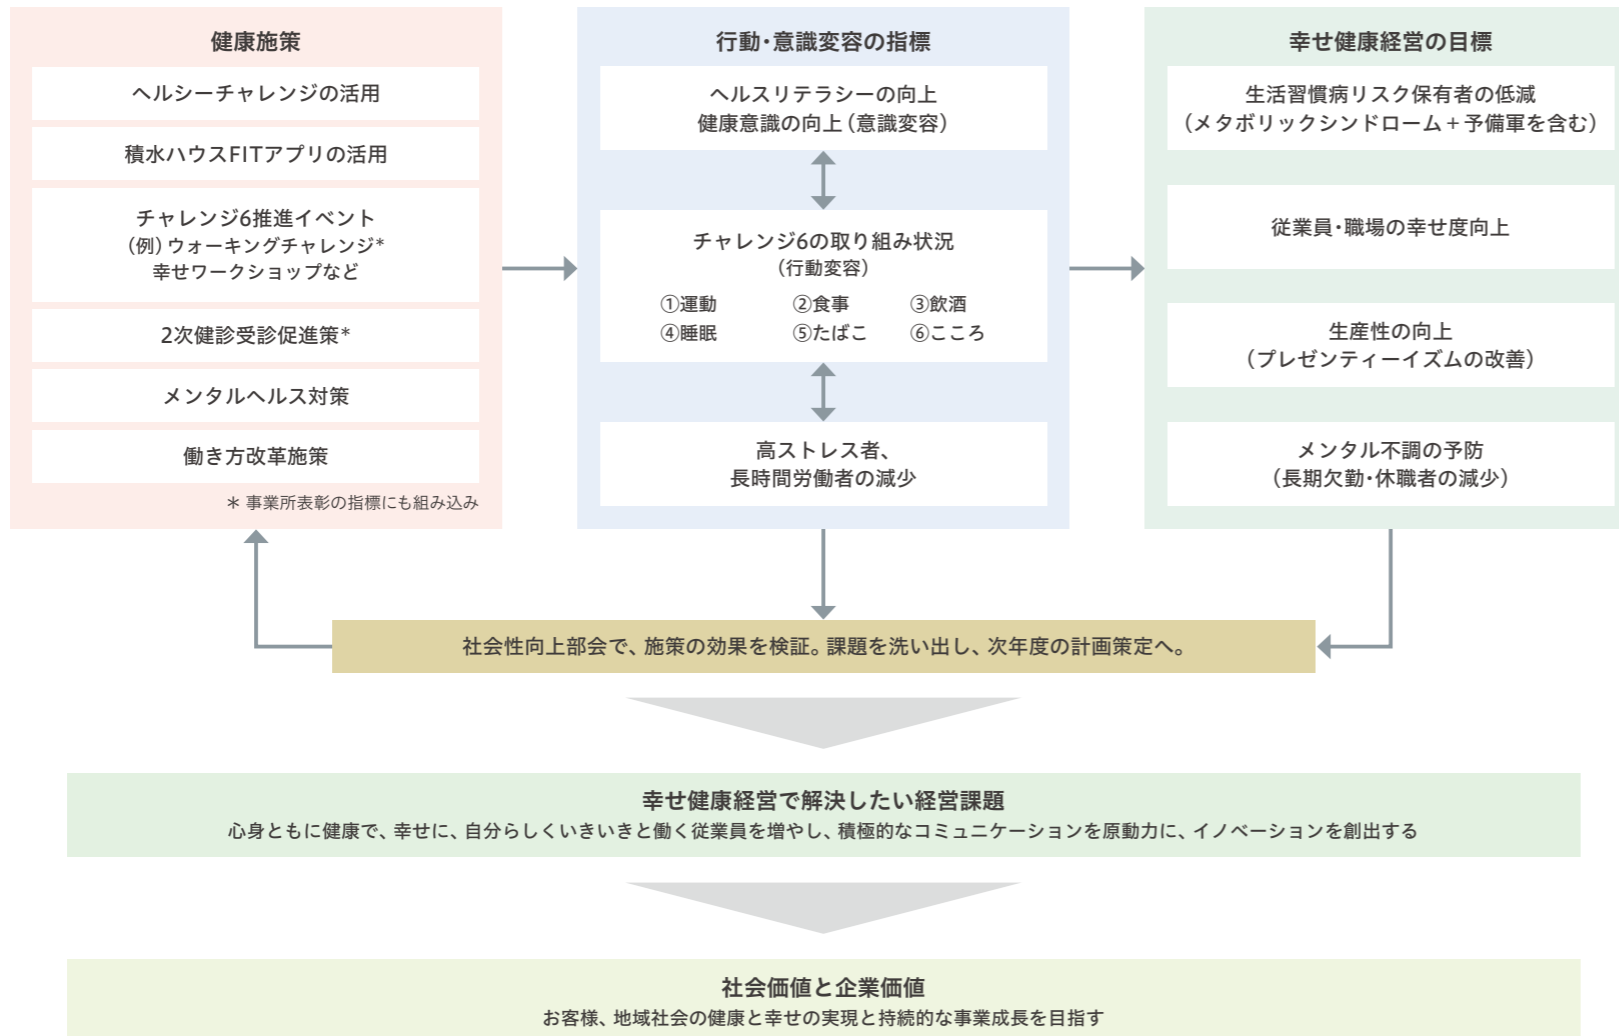 健康施策
ヘルシーチャレンジの活用
積水ハウスFITアプリの活用
チャレンジ6推進イベント
（例）ウォーキングチャレンジ*
幸せワークショップなど
2次健診受診促進策*
メンタルヘルス対策
働き方改革施策
＊ 事業所表彰の指標にも組み込み
行動・意識変容の指標
ヘルスリテラシーの向上
健康意識の向上（意識変容）
チャレンジ6の取り組み状況
（行動変容）
①運動 ②食事 ③飲酒
④睡眠 ⑤たばこ ⑥こころ
高ストレス者、
長時間労働者の減少
幸せ健康経営の目標
生活習慣病リスク保有者の低減
（メタボリックシンドローム＋予備軍を含む）
従業員・職場の幸せ度向上
生産性の向上
（プレゼンティーイズムの改善）
メンタル不調の予防
（長期欠勤・休職者の減少）
社会性向上部会で、施策の効果を検証。課題を洗い出し、次年度の計画策定へ。
幸せ健康経営で解決したい経営課題
心身ともに健康で、幸せに、自分らしくいきいきと働く従業員を増やし、積極的なコミュニケーションを原動力に、イノベーションを創出する
社会価値と企業価値
お客様、地域社会の健康と幸せの実現と持続的な事業成長を目指す